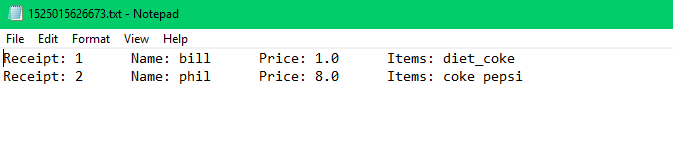 1525015626673.txt - Notepad
File Edit Format View Help
Receipt: 1 Name: bill Price: 1.0 Items: diet_coke
Receipt: 2 Name: phil Price: 8.0 Items: coke pepsi